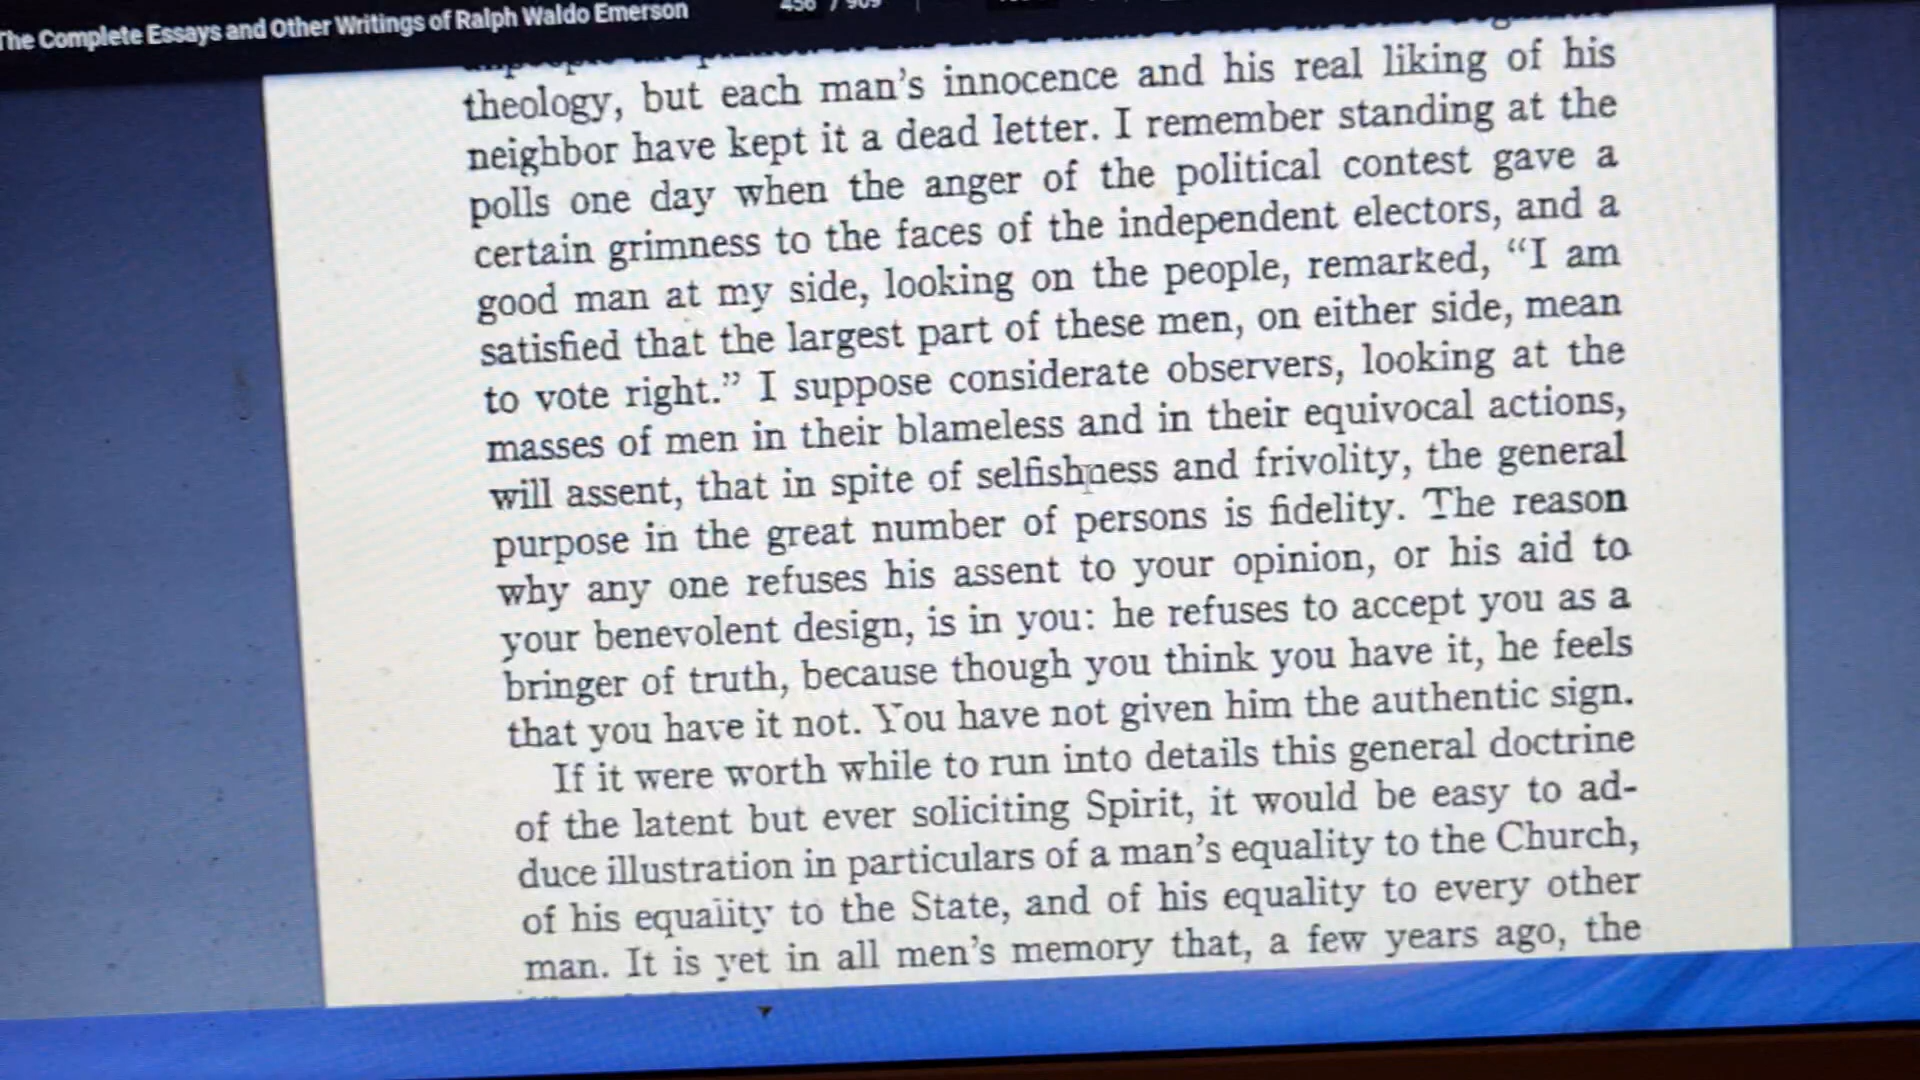 The Complete Essays and Other Writings of Ralph Waldo Emerson
456 / 909
theology, but each man's innocence and his real liking of his
neighbor have kept it a dead letter. I remember standing at the
polls one day when the anger of the political contest gave a
certain grimness to the faces of the independent electors, and a
good man at my side, looking on the people, remarked, “I am
satisfied that the largest part of these men, on either side, mean
to vote right.” I suppose considerate observers, looking at the
masses of men in their blameless and in their equivocal actions,
will assent, that in spite of selfishness and frivolity, the general
purpose in the great number of persons is fidelity. The reason
why any one refuses his assent to your opinion, or his aid to
your benevolent design, is in you: he refuses to accept you as a
bringer of truth, because though you think you have it, he feels
that you have it not. You have not given him the authentic sign.
If it were worth while to run into details this general doctrine
of the latent but ever soliciting Spirit, it would be easy to ad-
duce illustration in particulars of a man's equality to the Church,
of his equality to the State, and of his equality to every other
man. It is yet in all men's memory that, a few years ago, the